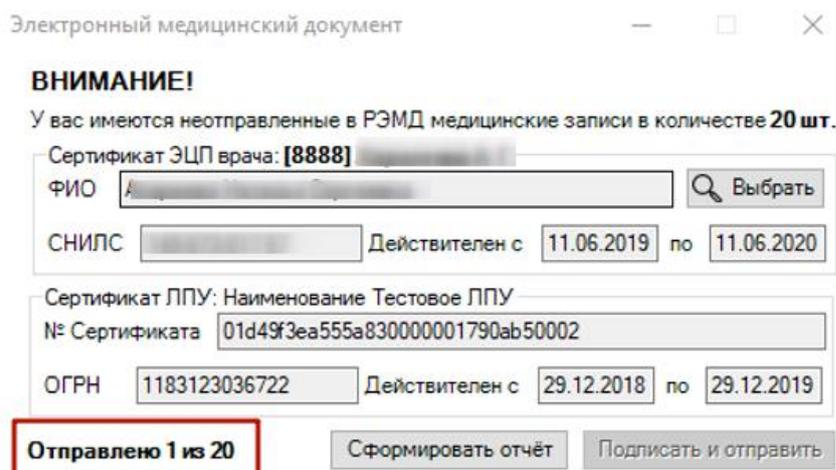 Электронный медицинский документ
ВНИМАНИЕ!
У вас имеются неотправленные в РЭМД медицинские записи в количестве 20 шт.
Сертификат ЭЦП врача: [8888]
ФИО Выбрать
СНИЛС Действителен с 11.06.2019 по 11.06.2020
Сертификат ЛПУ: Наименование Тестовое ЛПУ
№ Сертификата 01d49f3ea555a830000001790ab50002
ОГРН 1183123036722 Действителен с 29.12.2018 по 29.12.2019
Отправлено 1 из 20 Сформировать отчёт Подписать и отправить